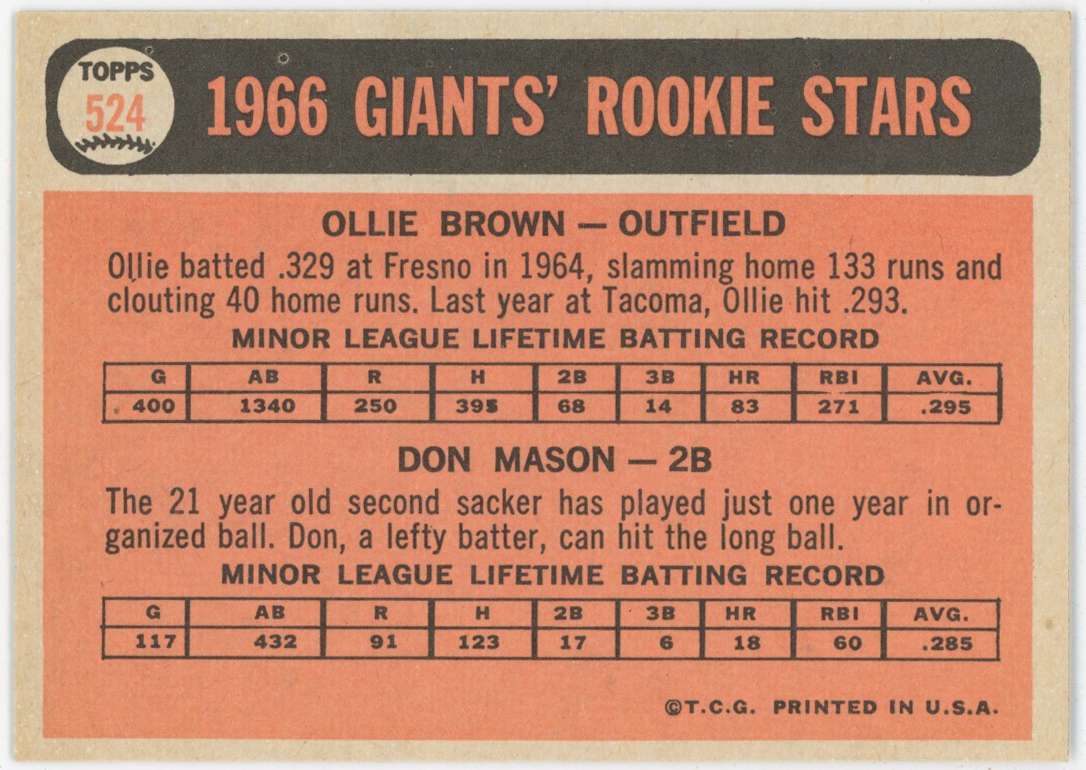 TOPPS
524
1966 GIANTS' ROOKIE STARS
OLLIE BROWN — OUTFIELD
Ollie batted .329 at Fresno in 1964, slamming home 133 runs and
clouting 40 home runs. Last year at Tacoma, Ollie hit .293.
MINOR LEAGUE LIFETIME BATTING RECORD
G AB R H 2B 3B HR RBI AVG.
400 1340 250 395 68 14 83 271 .295
DON MASON — 2B
The 21 year old second sacker has played just one year in or-
ganized ball. Don, a lefty batter, can hit the long ball.
MINOR LEAGUE LIFETIME BATTING RECORD
G AB R H 2B 3B HR RBI AVG.
117 432 91 123 17 6 18 60 .285
©T.C.G. PRINTED IN U.S.A.